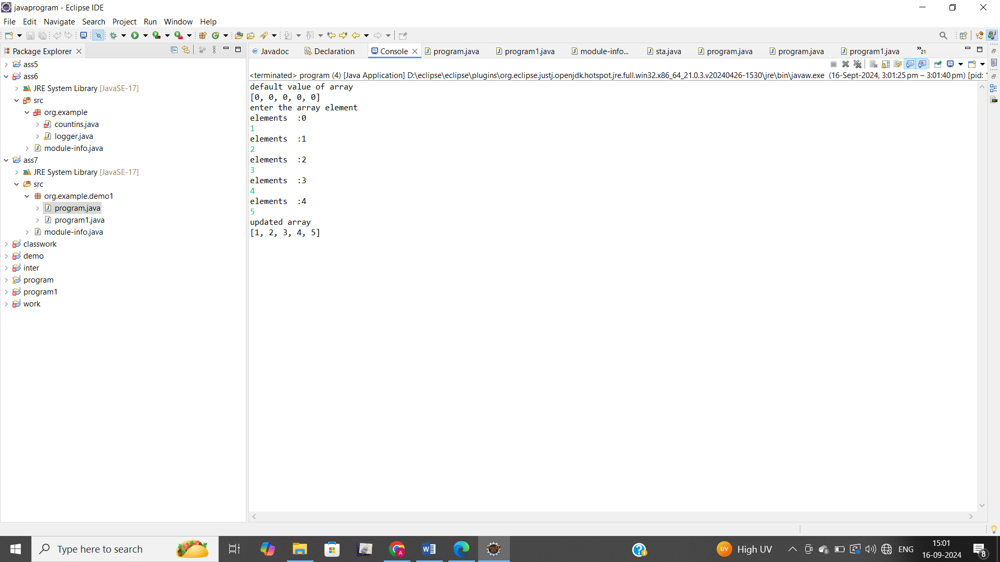 javaprogram - Eclipse IDE
File Edit Navigate Search Project Run Window Help
Package Explorer
Javadoc Declaration Console program.java program1.java module-info... sta.java program.java program.java program1.java »21
<terminated> program (4) [Java Application] D:\eclipse\eclipse\plugins\org.eclipse.justj.openjdk.hotspot.jre.full.win32.x86_64_21.0.3.v20240426-1530\jre\bin\javaw.exe (16-Sept-2024, 3:01:25 pm – 3:01:40 pm) [pid:
ass5
ass6
JRE System Library [JavaSE-17]
src
org.example
countins.java
logger.java
module-info.java
ass7
JRE System Library [JavaSE-17]
src
org.example.demo1
program.java
program1.java
module-info.java
classwork
demo
inter
program
program1
work
default value of array
[0, 0, 0, 0, 0]
enter the array element
elements  :0
1
elements  :1
2
elements  :2
3
elements  :3
4
elements  :4
5
updated array
[1, 2, 3, 4, 5]
Type here to search
UV High UV
ENG
15:01
16-09-2024
8